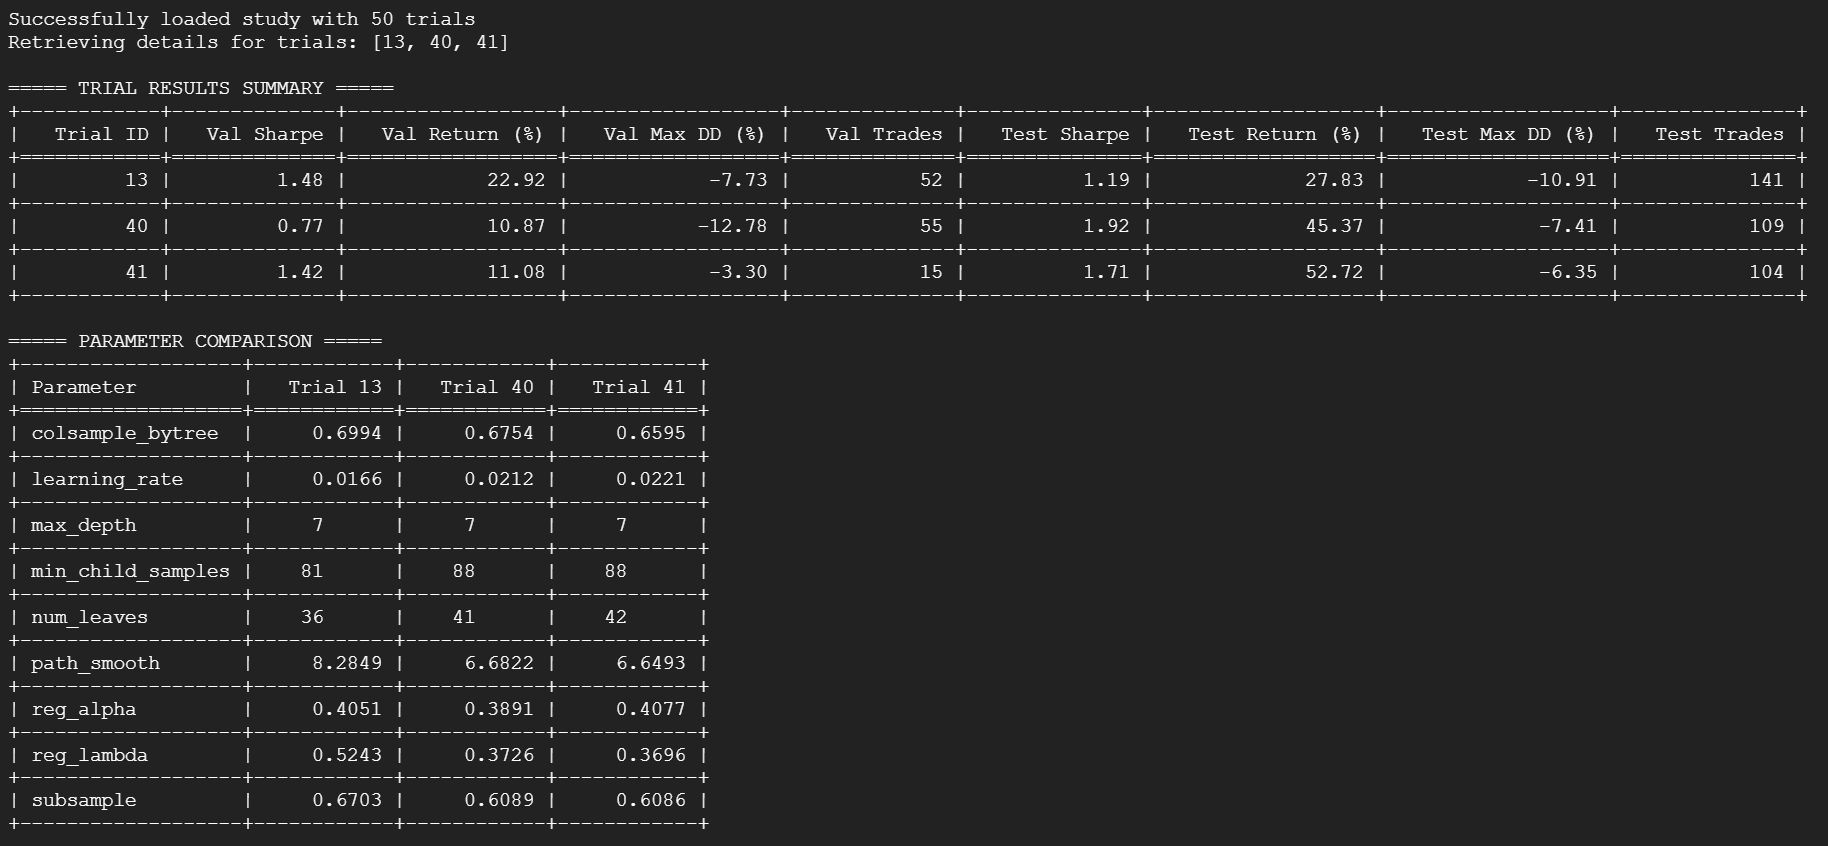 Successfully loaded study with 50 trials
Retrieving details for trials: [13, 40, 41]
===== TRIAL RESULTS SUMMARY =====
+------------+--------------+------------------+------------------+--------------+---------------+-------------------+-------------------+---------------+
|   Trial ID |   Val Sharpe |   Val Return (%) |   Val Max DD (%) |   Val Trades |   Test Sharpe |   Test Return (%) |   Test Max DD (%) |   Test Trades |
+============+==============+==================+==================+==============+===============+===================+===================+===============+
|         13 |         1.48 |            22.92 |            -7.73 |           52 |          1.19 |             27.83 |            -10.91 |           141 |
+------------+--------------+------------------+------------------+--------------+---------------+-------------------+-------------------+---------------+
|         40 |         0.77 |            10.87 |           -12.78 |           55 |          1.92 |             45.37 |             -7.41 |           109 |
+------------+--------------+------------------+------------------+--------------+---------------+-------------------+-------------------+---------------+
|         41 |         1.42 |            11.08 |            -3.30 |           15 |          1.71 |             52.72 |             -6.35 |           104 |
+------------+--------------+------------------+------------------+--------------+---------------+-------------------+-------------------+---------------+
===== PARAMETER COMPARISON =====
+-------------------+------------+------------+------------+
| Parameter         |   Trial 13 |   Trial 40 |   Trial 41 |
+===================+============+============+============+
| colsample_bytree  |     0.6994 |     0.6754 |     0.6595 |
+-------------------+------------+------------+------------+
| learning_rate     |     0.0166 |     0.0212 |     0.0221 |
+-------------------+------------+------------+------------+
| max_depth         |     7      |     7      |     7      |
+-------------------+------------+------------+------------+
| min_child_samples |    81      |    88      |    88      |
+-------------------+------------+------------+------------+
| num_leaves        |    36      |    41      |    42      |
+-------------------+------------+------------+------------+
| path_smooth       |     8.2849 |     6.6822 |     6.6493 |
+-------------------+------------+------------+------------+
| reg_alpha         |     0.4051 |     0.3891 |     0.4077 |
+-------------------+------------+------------+------------+
| reg_lambda        |     0.5243 |     0.3726 |     0.3696 |
+-------------------+------------+------------+------------+
| subsample         |     0.6703 |     0.6089 |     0.6086 |
+-------------------+------------+------------+------------+